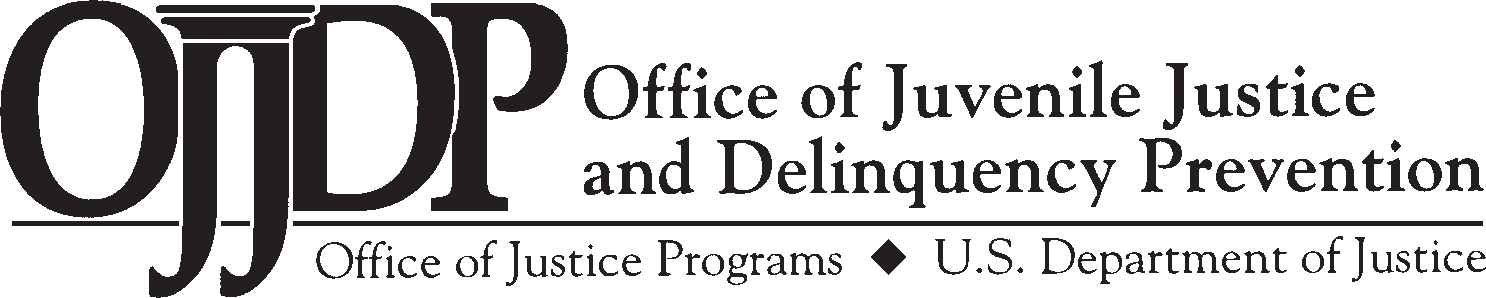 OJJDP
Office of Juvenile Justice
and Delinquency Prevention
Office of Justice Programs ◆ U.S. Department of Justice